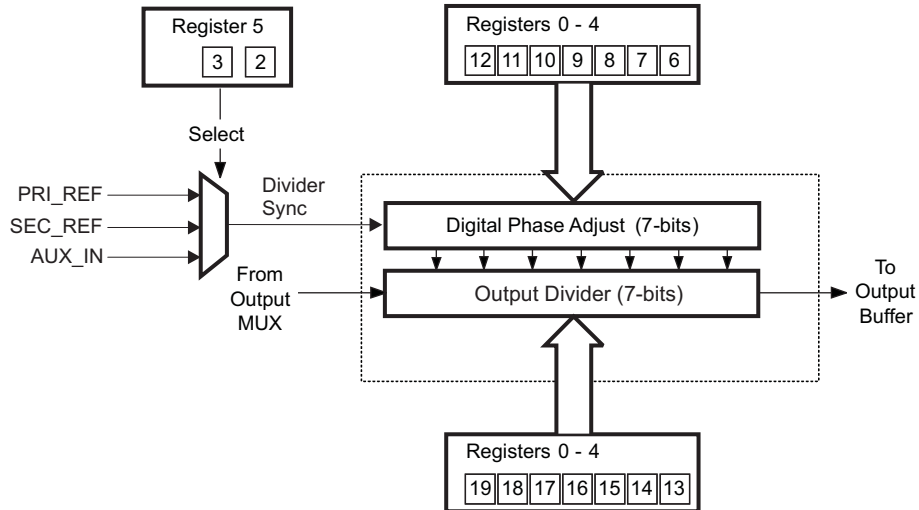 Register 5
3 2
Registers 0 - 4
12 11 10 9 8 7 6
Select
PRI_REF
SEC_REF
AUX_IN
Divider
Sync
Digital Phase Adjust (7-bits)
From
Output
MUX
Output Divider (7-bits)
To
Output
Buffer
Registers 0 - 4
19 18 17 16 15 14 13